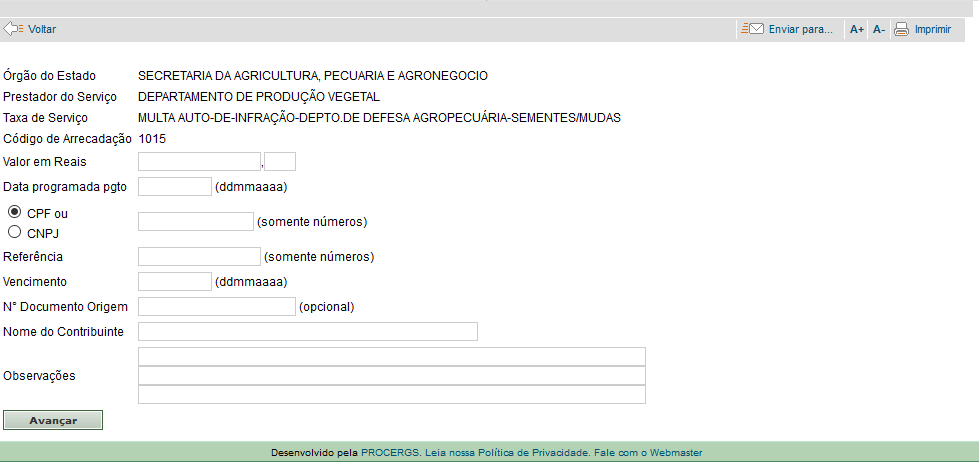 Voltar Enviar para... A+ A- Imprimir
Órgão do Estado SECRETARIA DA AGRICULTURA, PECUARIA E AGRONEGOCIO
Prestador do Serviço DEPARTAMENTO DE PRODUÇÃO VEGETAL
Taxa de Serviço MULTA AUTO-DE-INFRAÇÃO-DEPTO.DE DEFESA AGROPECUÁRIA-SEMENTES/MUDAS
Código de Arrecadação 1015
Valor em Reais ,
Data programada pgto (ddmmaaaa)
CPF ou
(somente números)
CNPJ
Referência (somente números)
Vencimento (ddmmaaaa)
N° Documento Origem (opcional)
Nome do Contribuinte
Observações
Avançar
Desenvolvido pela PROCERGS. Leia nossa Política de Privacidade. Fale com o Webmaster